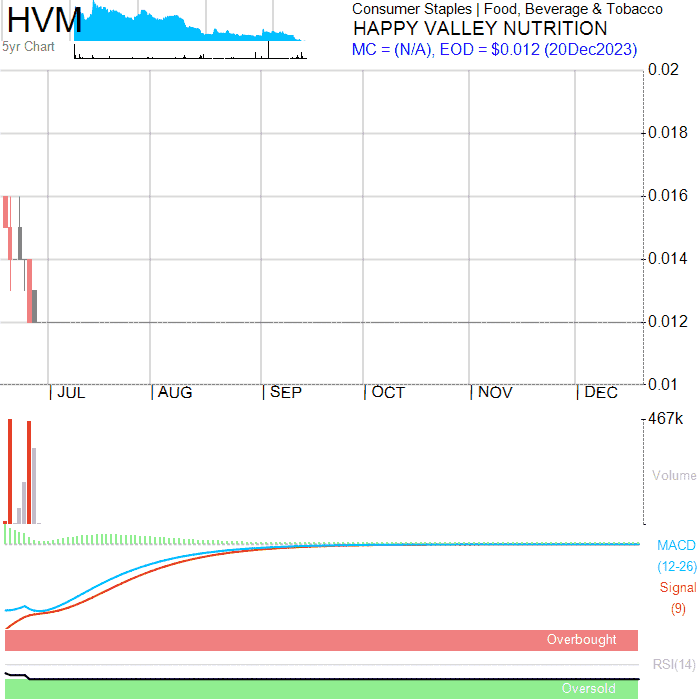 HVM
5yr Chart
Consumer Staples | Food, Beverage & Tobacco
HAPPY VALLEY NUTRITION
MC = (N/A), EOD = $0.012 (20Dec2023)
0.02
0.018
0.016
0.014
0.012
0.01
| JUL | AUG | SEP | OCT | NOV | DEC
467k
Volume
MACD
(12-26)
Signal
(9)
Overbought
RSI(14)
Oversold